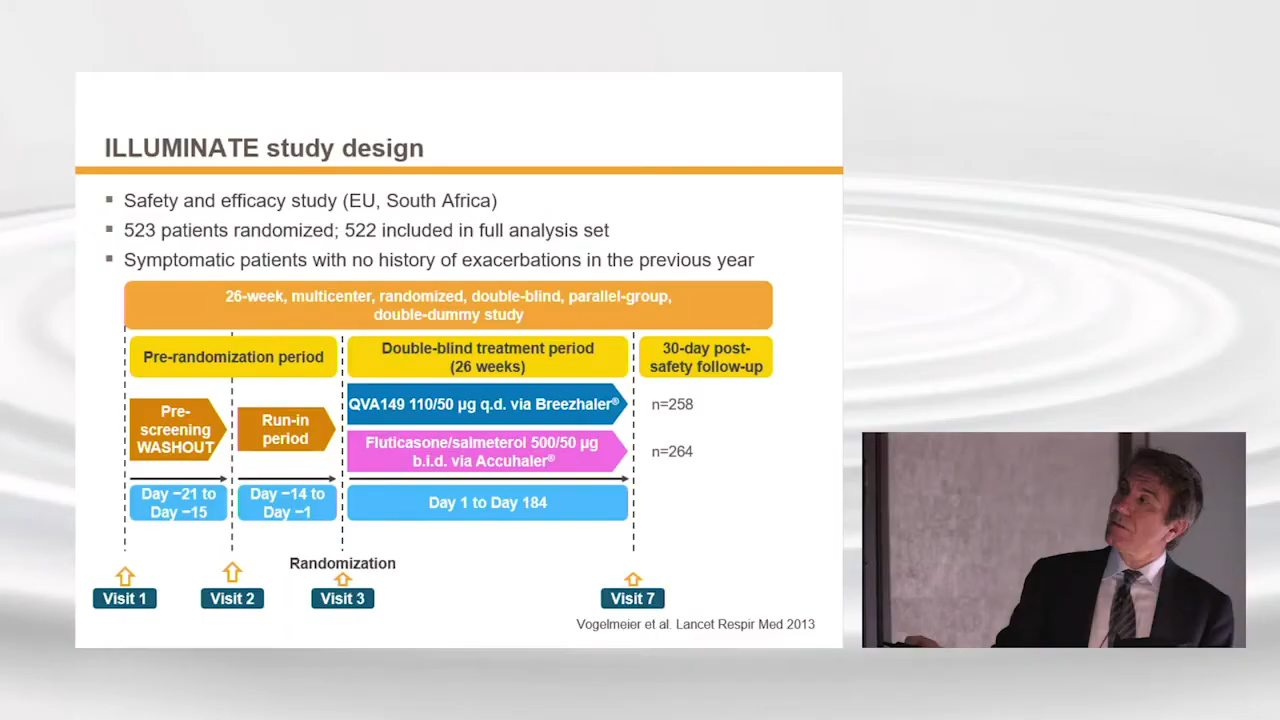 ILLUMINATE study design
▪ Safety and efficacy study (EU, South Africa)
▪ 523 patients randomized; 522 included in full analysis set
▪ Symptomatic patients with no history of exacerbations in the previous year
26-week, multicenter, randomized, double-blind, parallel-group,
double-dummy study
Pre-randomization period
Double-blind treatment period
(26 weeks)
30-day post-
safety follow-up
Pre-
screening
WASHOUT
Run-in
period
QVA149 110/50 µg q.d. via Breezhaler®
n=258
Fluticasone/salmeterol 500/50 µg
b.i.d. via Accuhaler®
n=264
Day −21 to
Day −15
Day −14 to
Day −1
Day 1 to Day 184
Randomization
Visit 1
Visit 2
Visit 3
Visit 7
Vogelmeier et al. Lancet Respir Med 2013